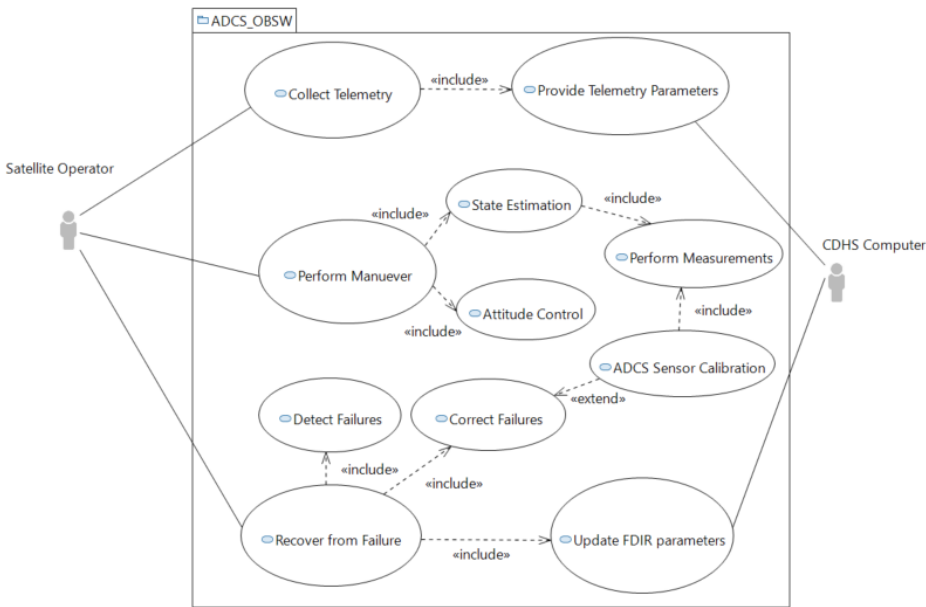 ADCS_OBSW
Collect Telemetry
«include»
Provide Telemetry Parameters
Satellite Operator
State Estimation
«include»
«include»
Perform Measurements
CDHS Computer
Perform Manuever
«include»
Attitude Control
«include»
ADCS Sensor Calibration
«extend»
Detect Failures
Correct Failures
«include»
«include»
Recover from Failure
«include»
Update FDIR parameters